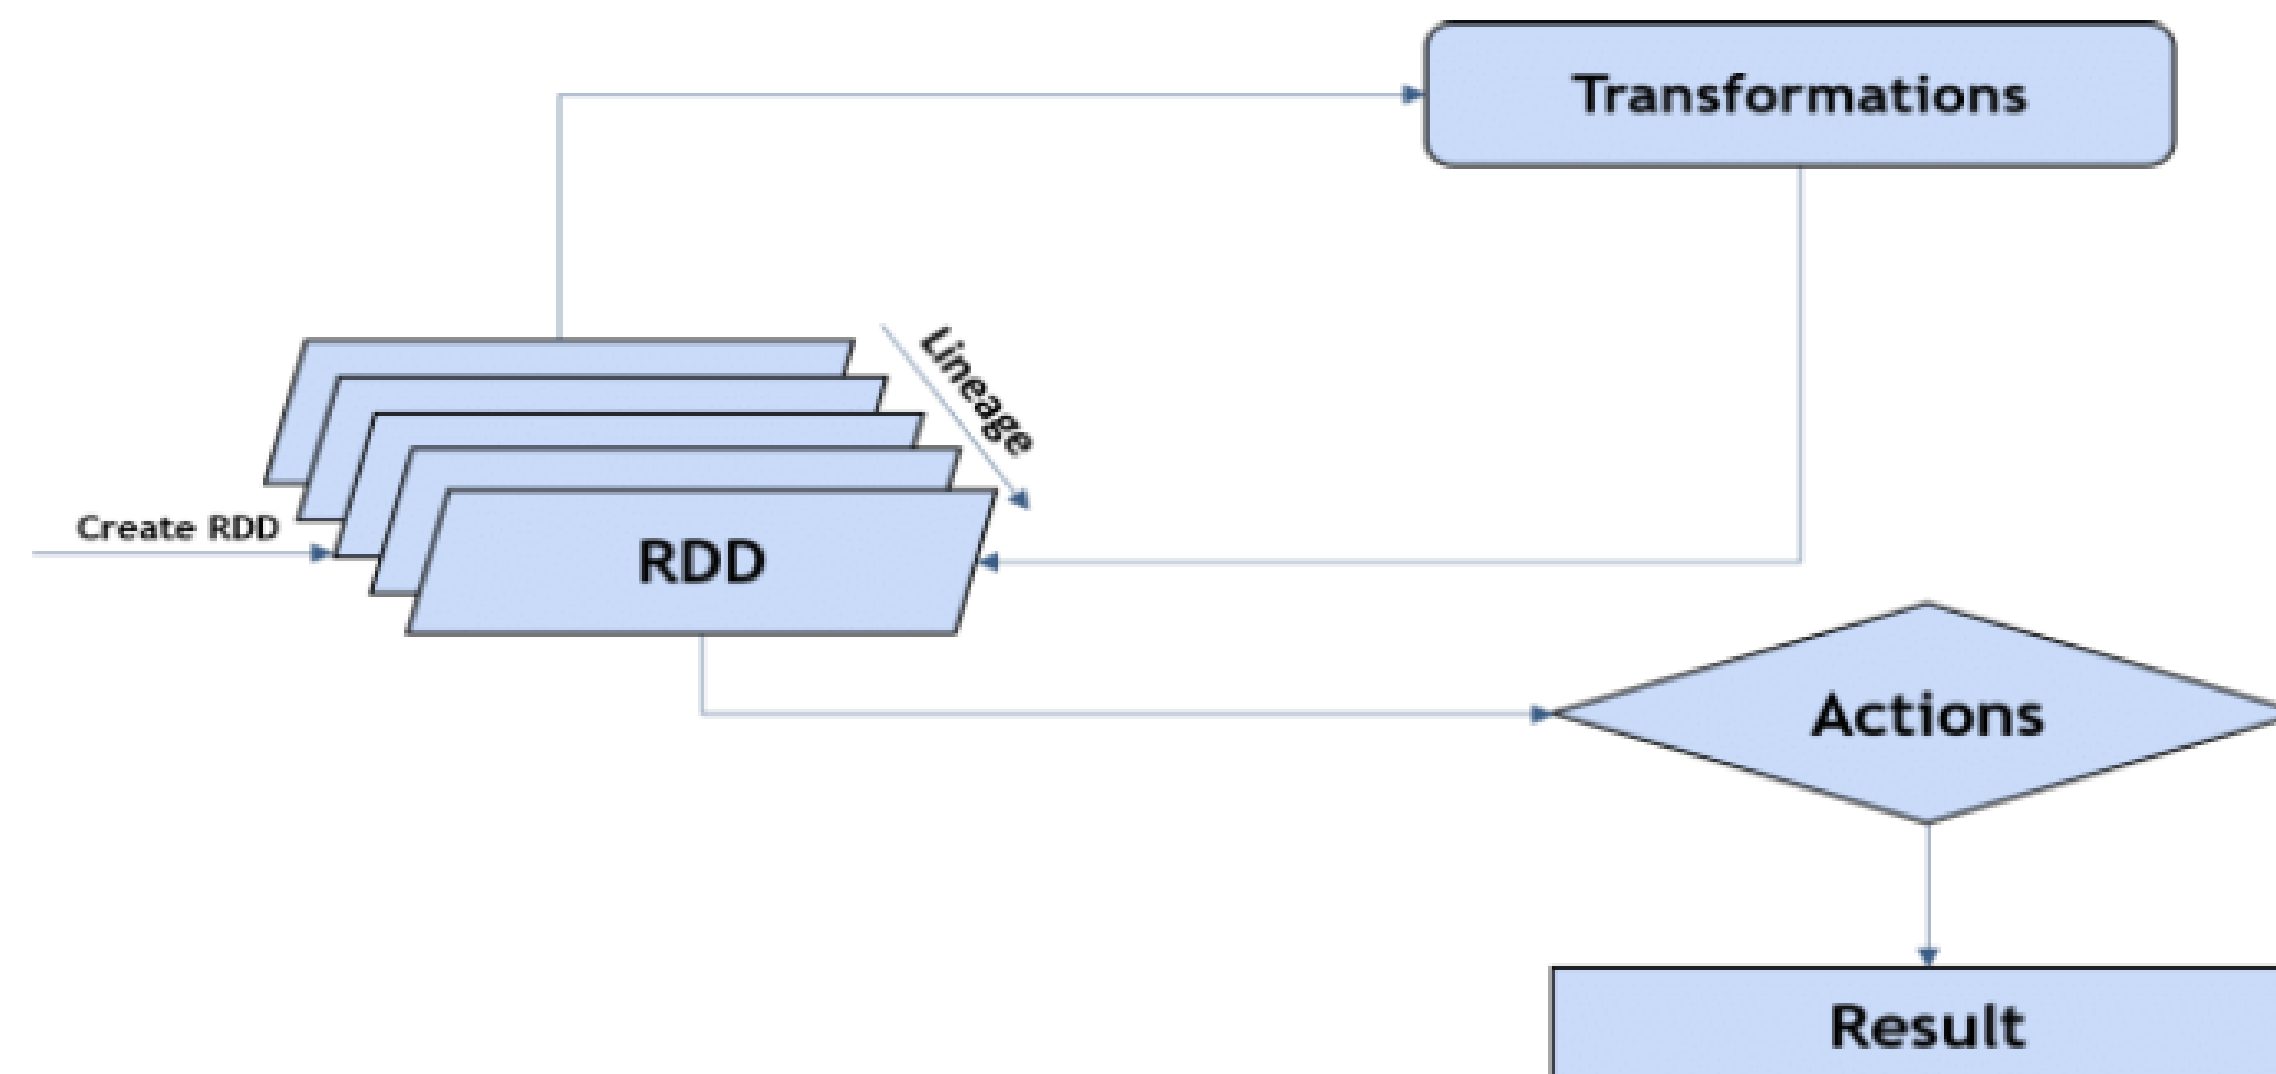 Transformations
Lineage
Create RDD
RDD
Actions
Result